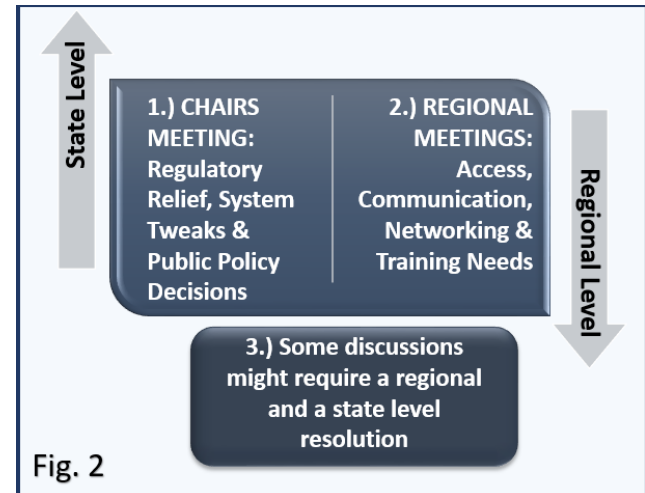 State Level
1.) CHAIRS
MEETING:
Regulatory
Relief, System
Tweaks &
Public Policy
Decisions
2.) REGIONAL
MEETINGS:
Access,
Communication,
Networking &
Training Needs
Regional Level
3.) Some discussions
might require a regional
and a state level
resolution
Fig. 2